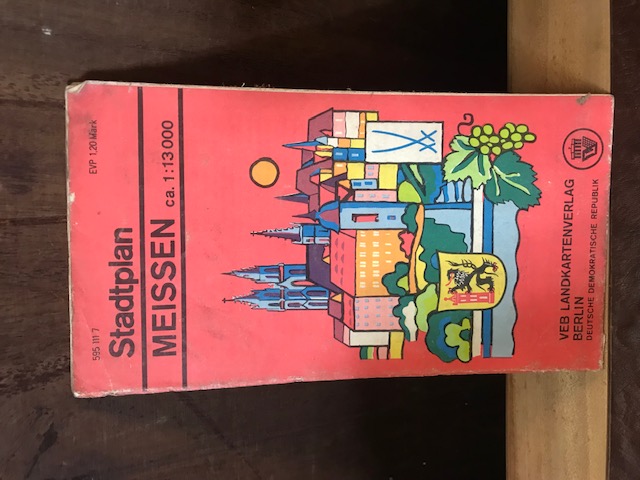 595 111 7
EVP 1,20 Mark
Stadtplan
MEISSEN ca. 1:13 000
VEB LANDKARTENVERLAG
BERLIN
DEUTSCHE DEMOKRATISCHE REPUBLIK